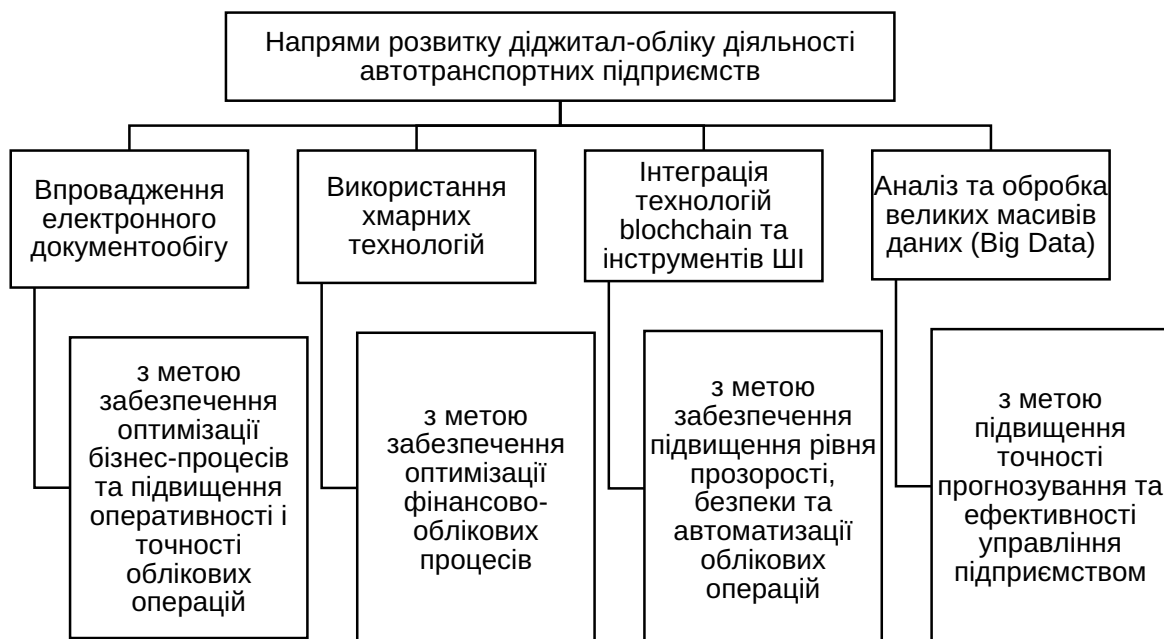 Напрями розвитку діджитал-обліку діяльності
автотранспортних підприємств
Впровадження
електронного
документообігу
Використання
хмарних
технологій
Інтеграція
технологій
blochchain та
інструментів ШІ
Аналіз та обробка
великих масивів
даних (Big Data)
з метою
забезпечення
оптимізації
бізнес-процесів
та підвищення
оперативності і
точності
облікових
операцій
з метою
забезпечення
оптимізації
фінансово-
облікових
процесів
з метою
забезпечення
підвищення рівня
прозорості,
безпеки та
автоматизації
облікових
операцій
з метою
підвищення
точності
прогнозування та
ефективності
управління
підприємством